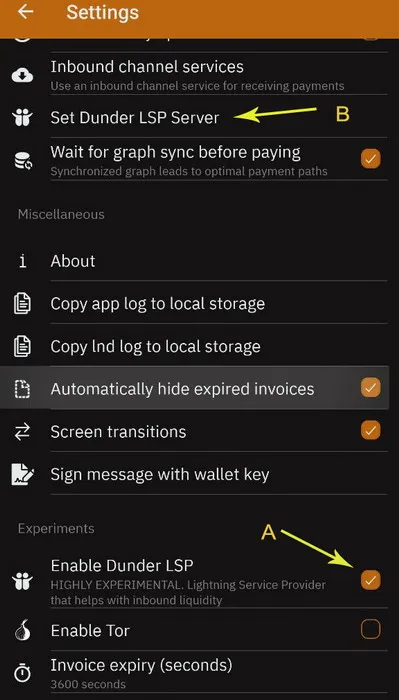 Settings
Inbound channel services
Use an inbound channel service for receiving payments
Set Dunder LSP Server
B
Wait for graph sync before paying
Synchronized graph leads to optimal payment paths
Miscellaneous
i About
Copy app log to local storage
Copy lnd log to local storage
Automatically hide expired invoices
Screen transitions
Sign message with wallet key
Experiments
A
Enable Dunder LSP
HIGHLY EXPERIMENTAL. Lightning Service Provider
that helps with inbound liquidity
Enable Tor
Invoice expiry (seconds)
3600 seconds